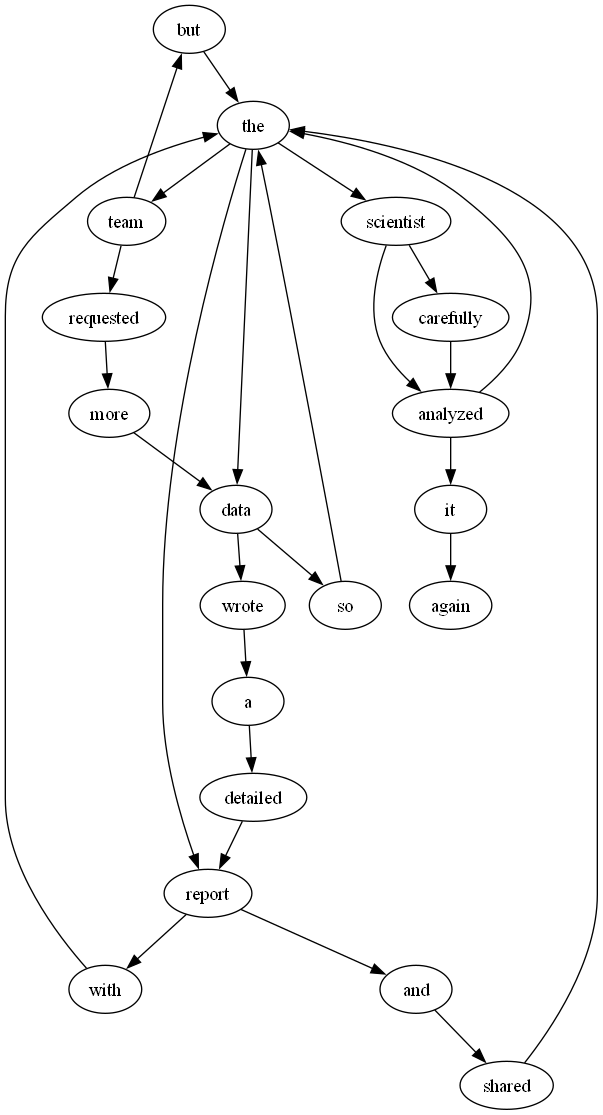 but
the
team
scientist
requested
carefully
more
analyzed
data
it
wrote
so
again
a
detailed
report
with
and
shared